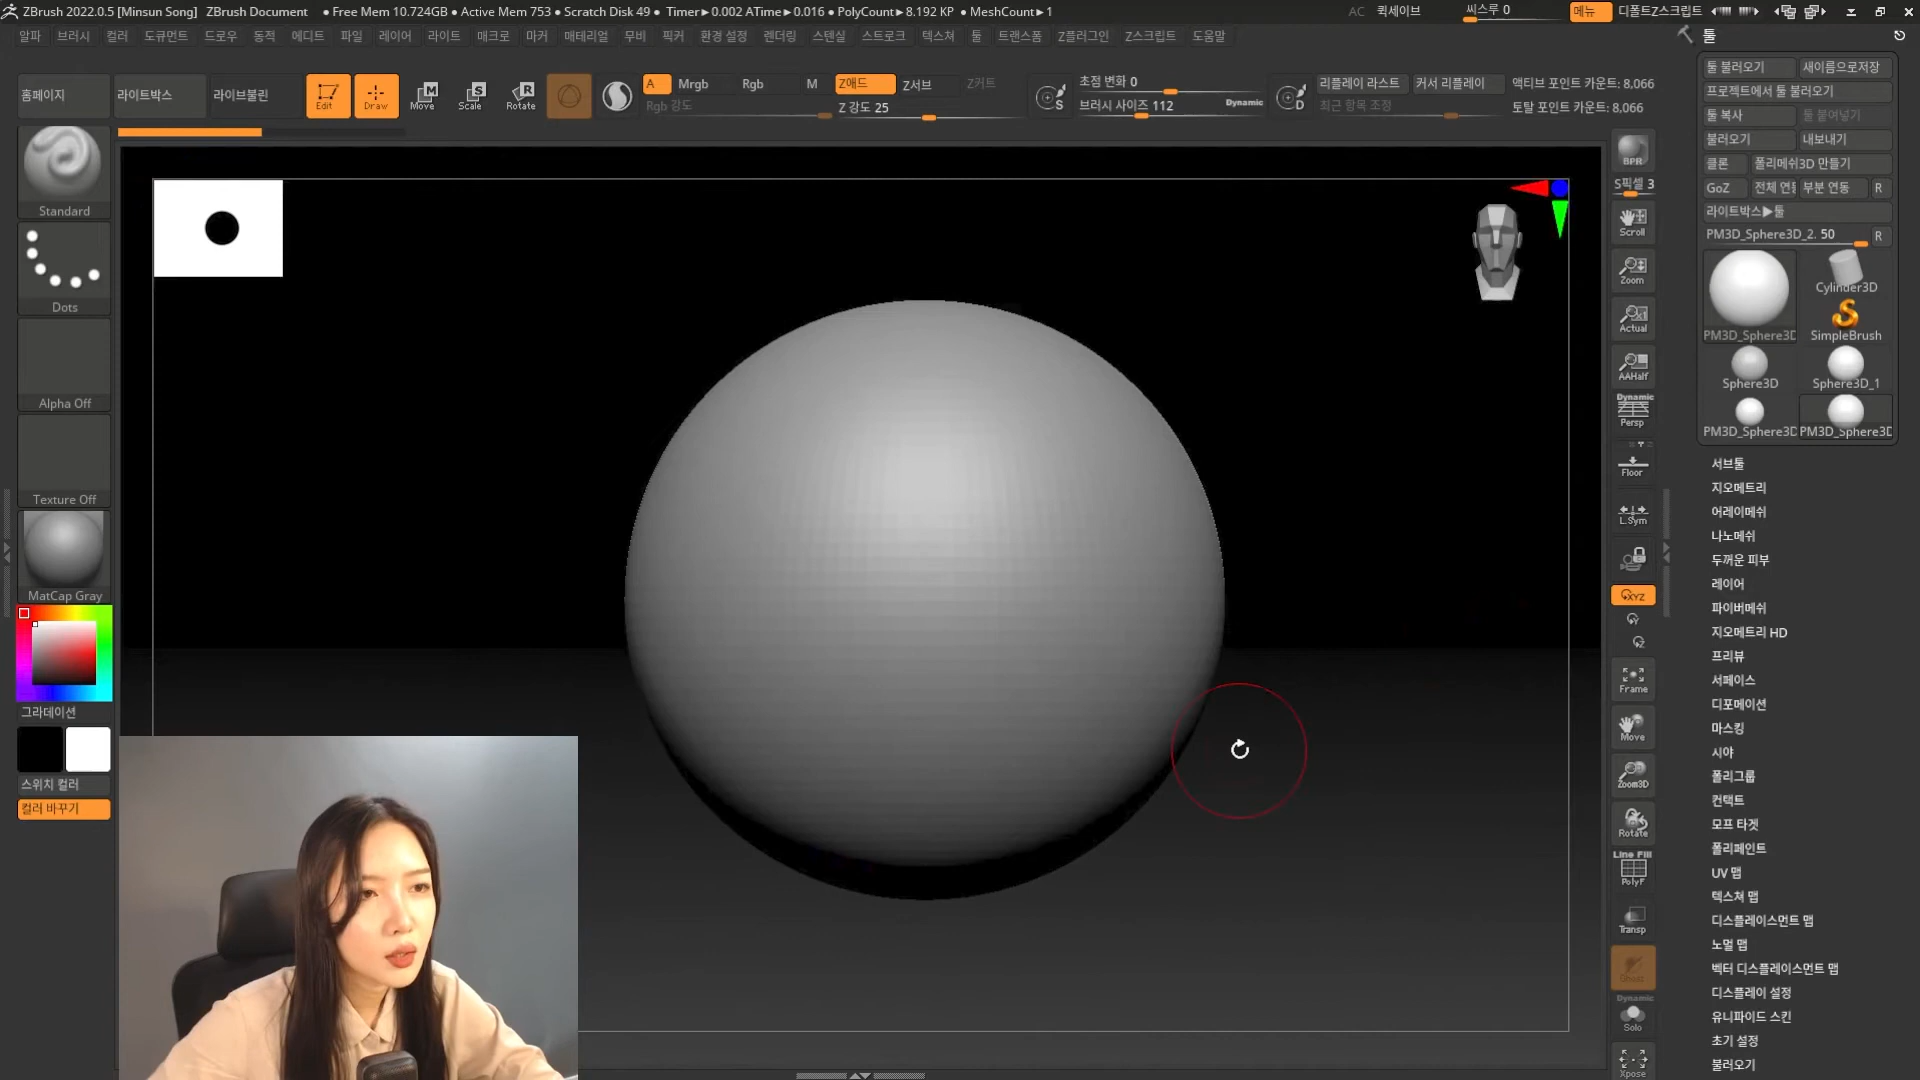 ZBrush 2022.0.5 [Minsun Song] ZBrush Document • Free Mem 10.724GB • Active Mem 753 • Scratch Disk 49 • Timer▶0.002 ATime▶0.016 • PolyCount▶8.192 KP • MeshCount▶1 AC 퀵세이브 씨스루 0 메뉴 디폴트Z스크립트
알파 브러시 컬러 도큐먼트 드로우 동적 에디트 파일 레이어 라이트 매크로 마커 매테리얼 무비 픽커 환경 설정 렌더링 스텐실 스트로크 텍스쳐 툴 트랜스폼 Z플러그인 Z스크립트 도움말
툴
홈페이지 라이트박스 라이브불린 Edit Draw Move Scale Rotate
A Mrgb Rgb M Z애드 Z서브 Z커트
Rgb 강도 Z 강도 25
초점 변화 0
브러시 사이즈 112 Dynamic
리플레이 라스트 커서 리플레이 액티브 포인트 카운트: 8,066
최근 항목 조정 토탈 포인트 카운트: 8,066
Standard
Dots
Alpha Off
Texture Off
MatCap Gray
그라데이션
스위치 컬러
컬러 바꾸기
BPR
S픽셀 3
Scroll
Zoom
Actual
AAHalf
Dynamic
Persp
Floor
L.Sym
XYZ
Y
Z
Frame
Move
Zoom3D
Rotate
Line Fill
PolyF
Transp
Ghost
Dynamic
Solo
Xpose
툴 불러오기 새이름으로저장
프로젝트에서 툴 불러오기
툴 복사 툴 붙여넣기
불러오기 내보내기
클론 폴리메쉬3D 만들기
GoZ 전체 연동 부분 연동 R
라이트박스▶툴
PM3D_Sphere3D_2. 50 R
PM3D_Sphere3D Cylinder3D
SimpleBrush
Sphere3D Sphere3D_1
PM3D_Sphere3D PM3D_Sphere3D
서브툴
지오메트리
어레이메쉬
나노메쉬
두꺼운 피부
레이어
파이버메쉬
지오메트리 HD
프리뷰
서페이스
디포메이션
마스킹
시야
폴리그룹
컨택트
모프 타겟
폴리페인트
UV 맵
텍스쳐 맵
디스플레이스먼트 맵
노멀 맵
벡터 디스플레이스먼트 맵
디스플레이 설정
유니파이드 스킨
초기 설정
불러오기